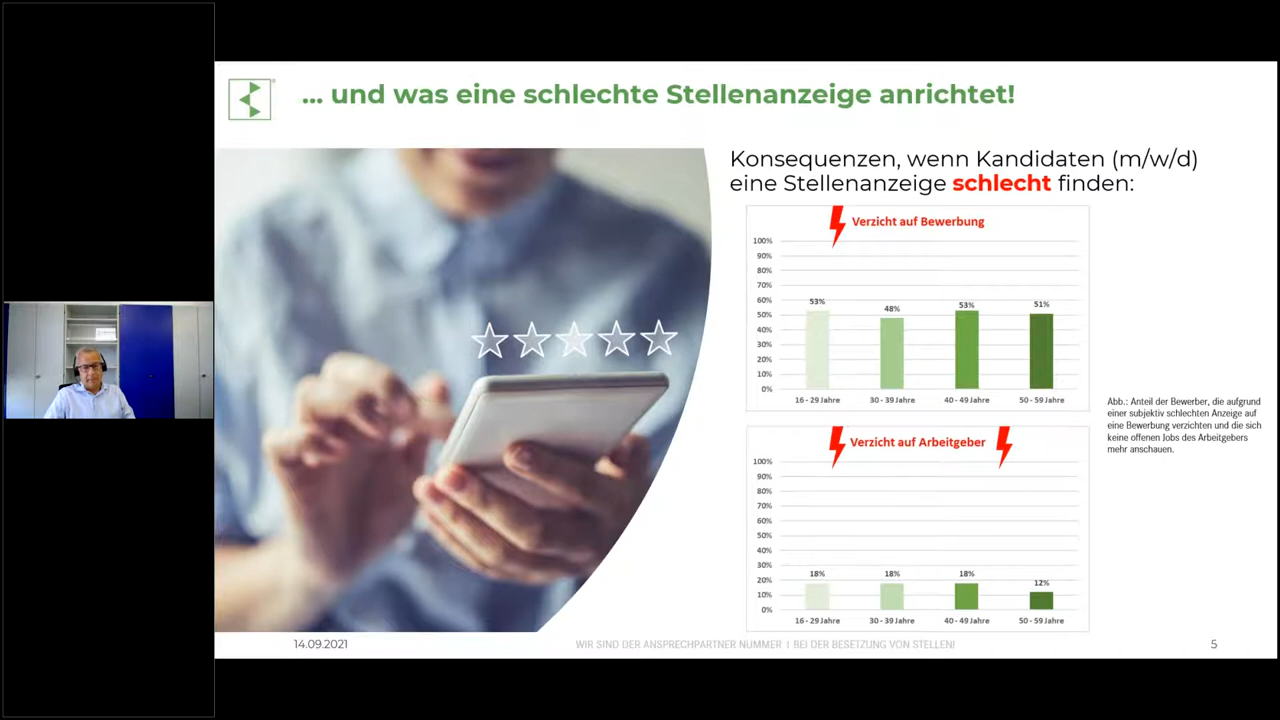 ... und was eine schlechte Stellenanzeige anrichtet!
Konsequenzen, wenn Kandidaten (m/w/d)
eine Stellenanzeige schlecht finden:
Verzicht auf Bewerbung
100%
90%
80%
70%
60%
50%
40%
30%
20%
10%
0%
53%
48%
53%
51%
16 - 29 Jahre
30 - 39 Jahre
40 - 49 Jahre
50 - 59 Jahre
Abb.: Anteil der Bewerber, die aufgrund
einer subjektiv schlechten Anzeige auf
eine Bewerbung verzichten und die sich
keine offenen Jobs des Arbeitgebers
mehr anschauen.
Verzicht auf Arbeitgeber
100%
90%
80%
70%
60%
50%
40%
30%
20%
10%
0%
18%
18%
18%
12%
16 - 29 Jahre
30 - 39 Jahre
40 - 49 Jahre
50 - 59 Jahre
14.09.2021
WIR SIND DER ANSPRECHPARTNER NUMMER 1 BEI DER BESETZUNG VON STELLEN!
5